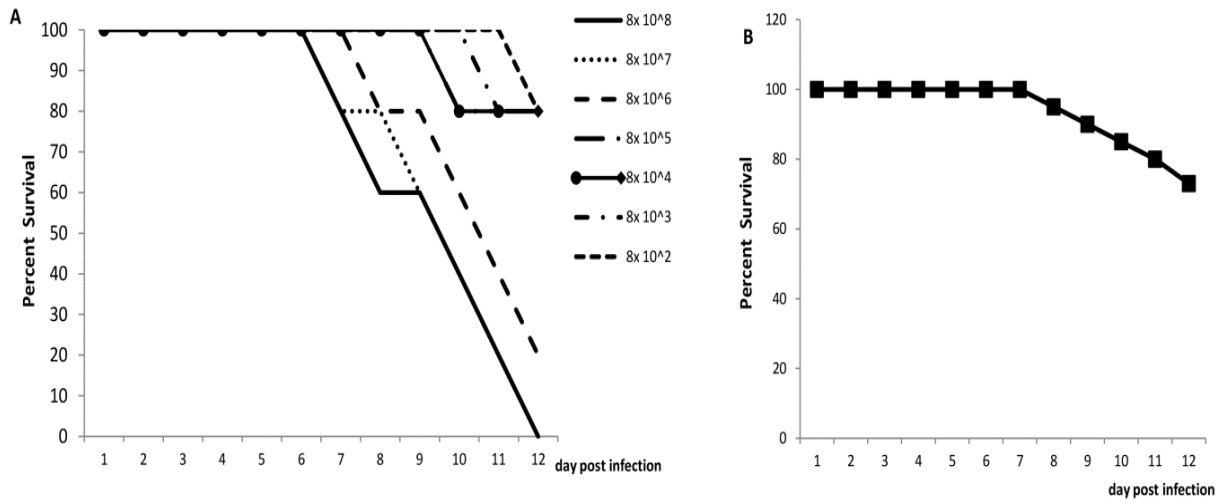 A
Percent Survival
100
90
80
70
60
50
40
30
20
10
0
1 2 3 4 5 6 7 8 9 10 11 12
day post infection
8x 10^8
8x 10^7
8x 10^6
8x 10^5
8x 10^4
8x 10^3
8x 10^2
B
Percent Survival
120
100
80
60
40
20
0
1 2 3 4 5 6 7 8 9 10 11 12
day post infection